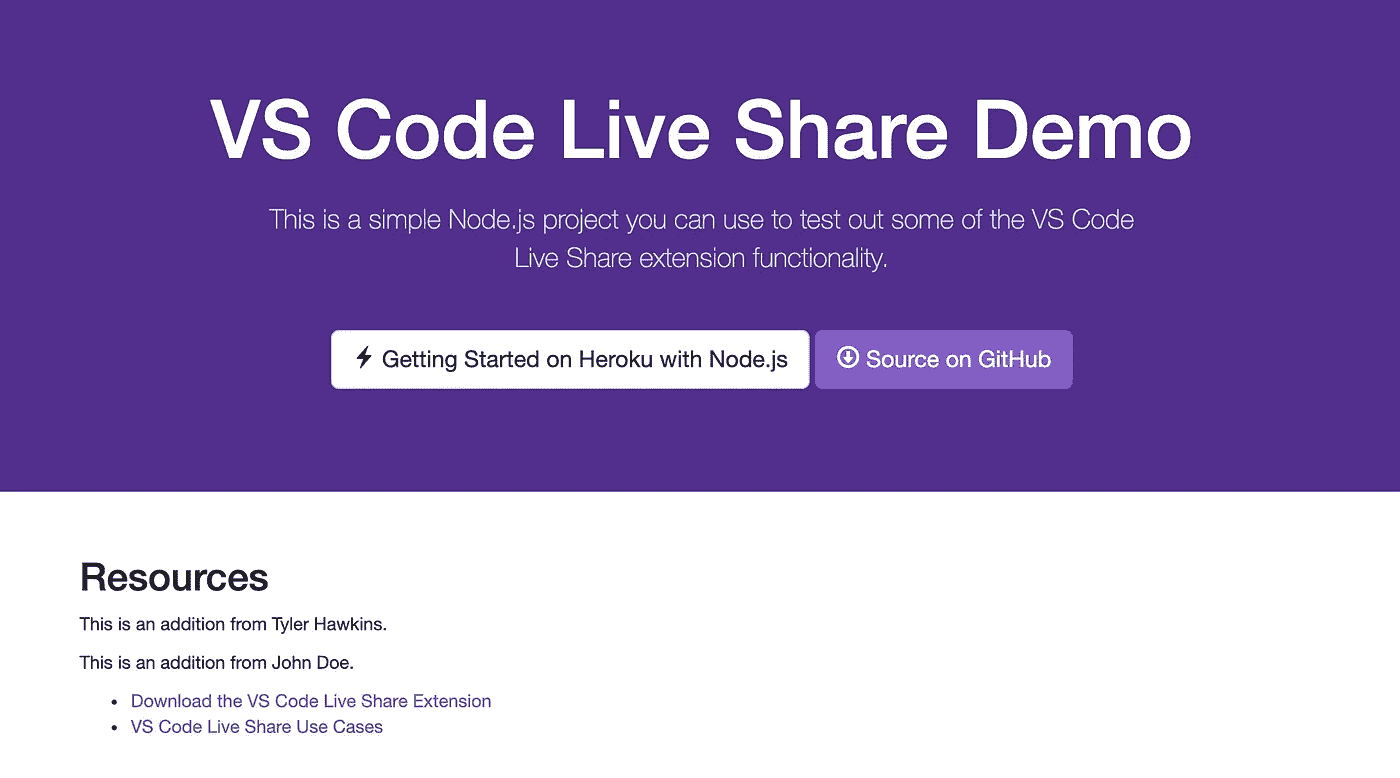 VS Code Live Share Demo
This is a simple Node.js project you can use to test out some of the VS Code
Live Share extension functionality.
Getting Started on Heroku with Node.js
Source on GitHub
Resources
This is an addition from Tyler Hawkins.
This is an addition from John Doe.
Download the VS Code Live Share Extension
VS Code Live Share Use Cases